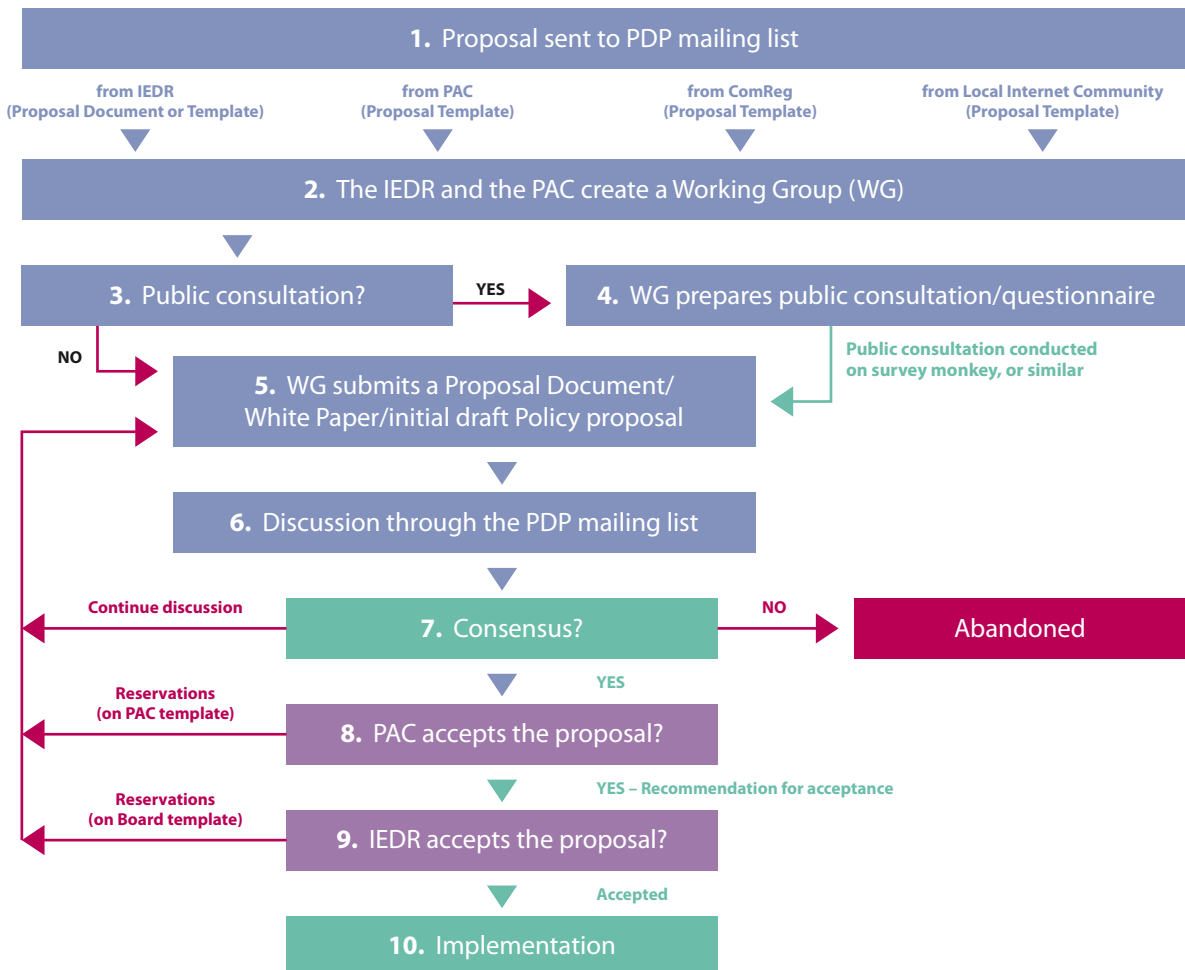 1. Proposal sent to PDP mailing list
from IEDR
(Proposal Document or Template)
from PAC
(Proposal Template)
from ComReg
(Proposal Template)
from Local Internet Community
(Proposal Template)
2. The IEDR and the PAC create a Working Group (WG)
3. Public consultation?
YES
4. WG prepares public consultation/questionnaire
NO
Public consultation conducted
on survey monkey, or similar
5. WG submits a Proposal Document/
White Paper/initial draft Policy proposal
6. Discussion through the PDP mailing list
Continue discussion
7. Consensus?
NO
Abandoned
YES
Reservations
(on PAC template)
8. PAC accepts the proposal?
YES – Recommendation for acceptance
Reservations
(on Board template)
9. IEDR accepts the proposal?
Accepted
10. Implementation